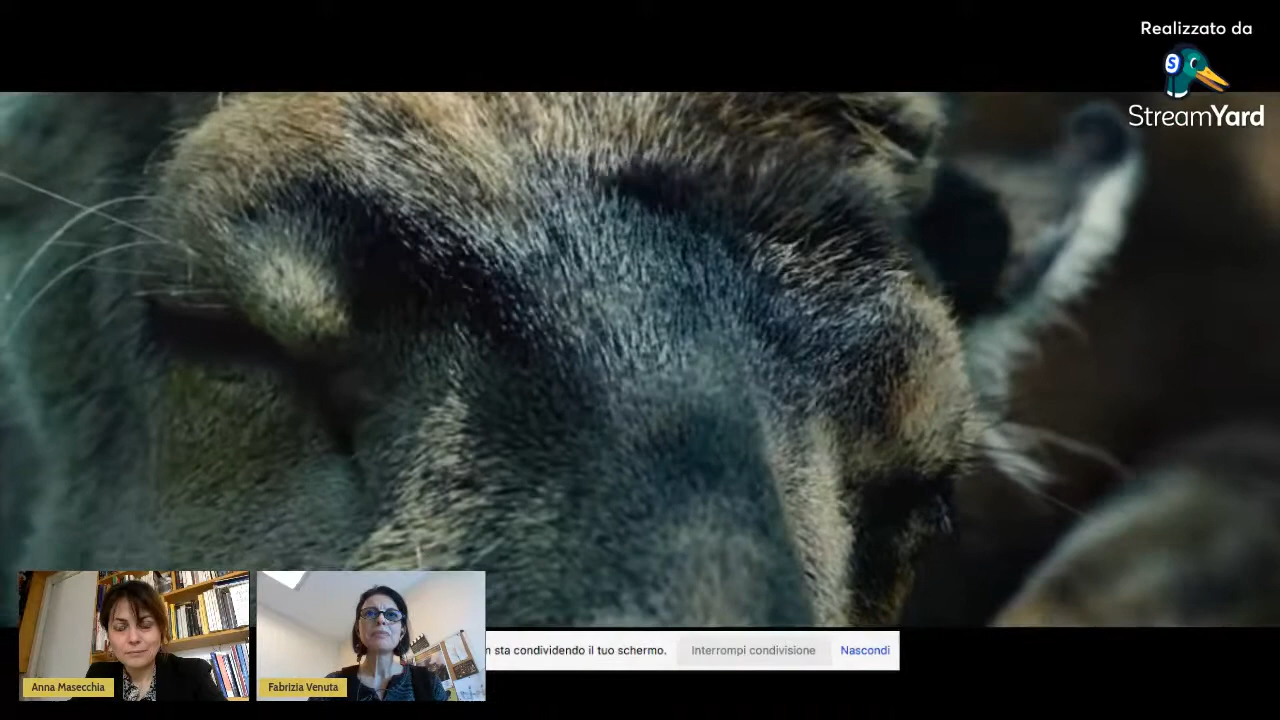 Realizzato da
S
StreamYard
sta condividendo il tuo schermo.
Interrompi condivisione
Nascondi
Anna Masecchia
Fabrizia Venuta